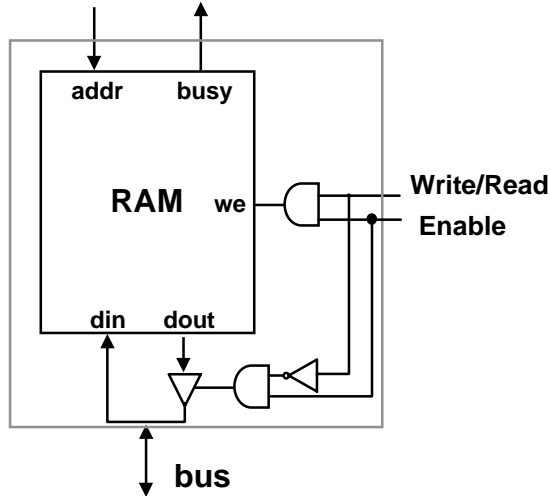 addr busy
RAM
we
Write/Read
Enable
din dout
bus